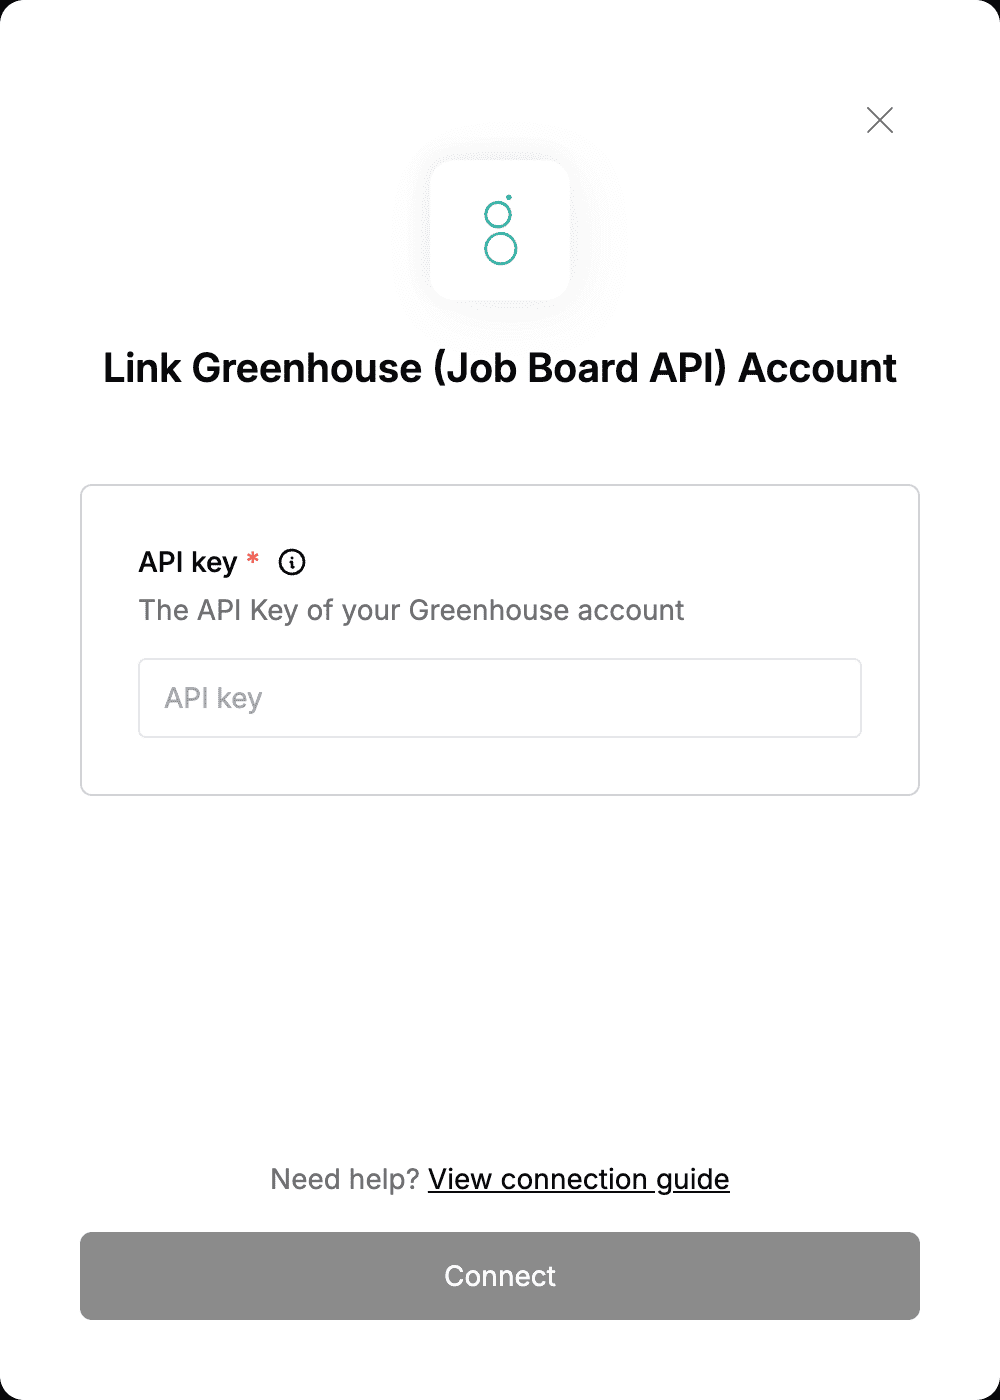 Link Greenhouse (Job Board API) Account
API key *
The API Key of your Greenhouse account
API key
Need help? View connection guide
Connect